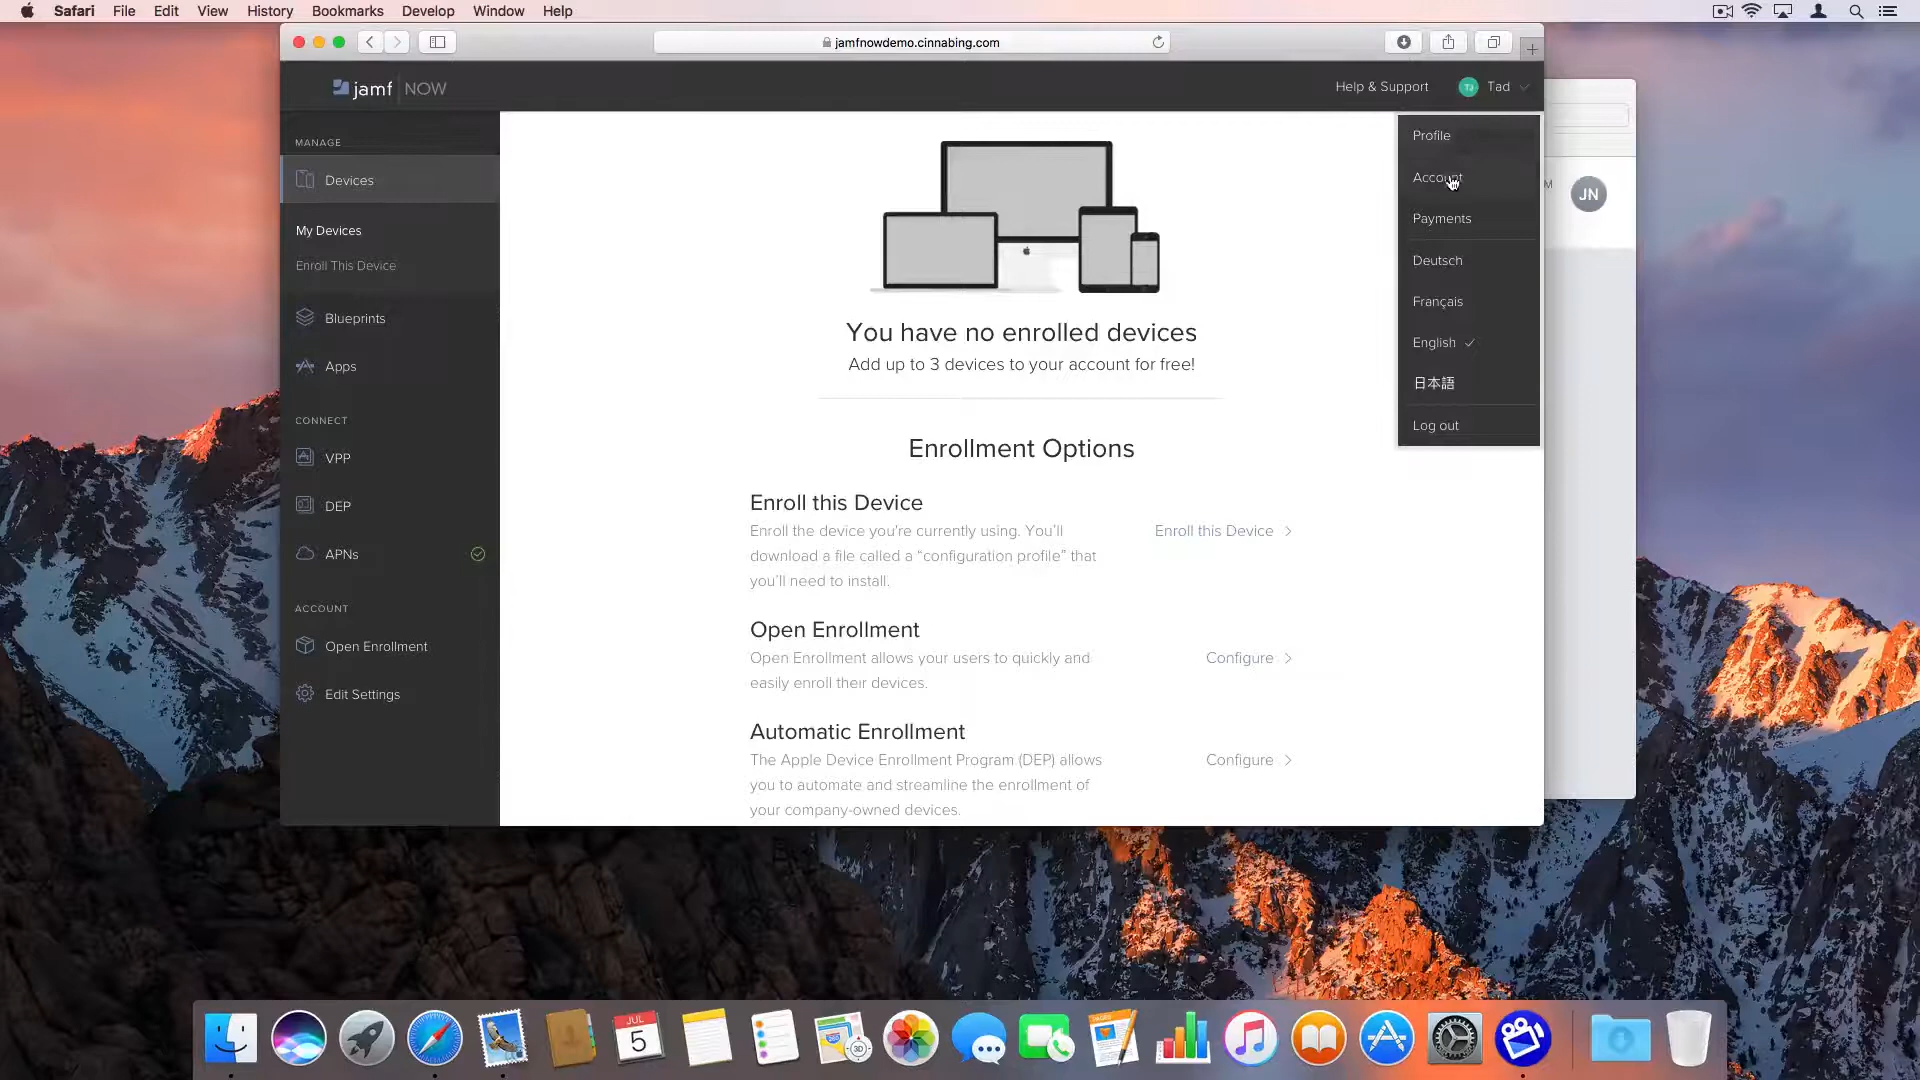 Safari File Edit View History Bookmarks Develop Window Help
jamfnowdemo.cinnabing.com
jamf NOW
Help & Support
TJ
Tad
MANAGE
Devices
My Devices
Enroll This Device
Blueprints
Apps
CONNECT
VPP
DEP
APNs
ACCOUNT
Open Enrollment
Edit Settings
You have no enrolled devices
Add up to 3 devices to your account for free!
Enrollment Options
Enroll this Device
Enroll the device you're currently using. You'll
download a file called a “configuration profile” that
you'll need to install.
Enroll this Device
Open Enrollment
Open Enrollment allows your users to quickly and
easily enroll their devices.
Configure
Automatic Enrollment
The Apple Device Enrollment Program (DEP) allows
you to automate and streamline the enrollment of
your company-owned devices.
Configure
Profile
Account
Payments
Deutsch
Français
English
日本語
Log out
M
JN
JUL
5
PAGES
3D